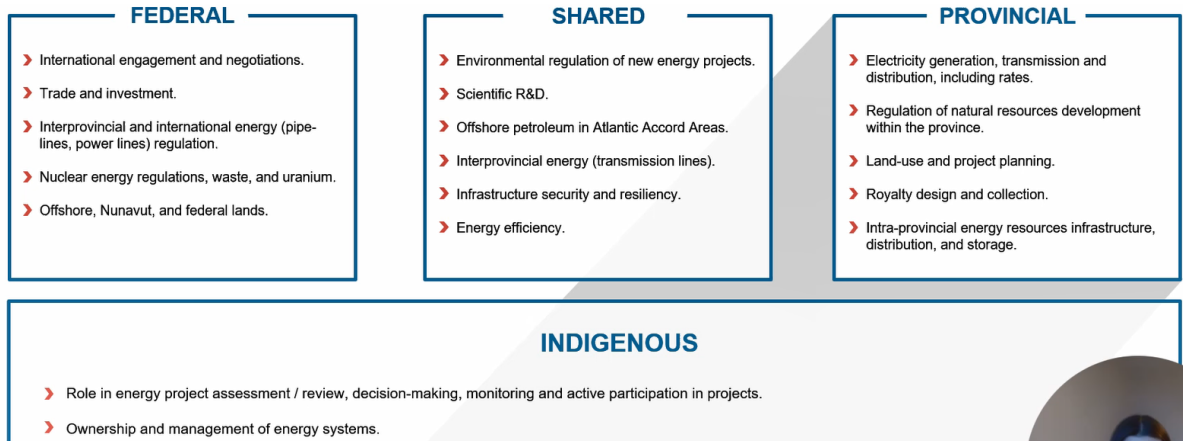 FEDERAL
International engagement and negotiations.
Trade and investment.
Interprovincial and international energy (pipe-
lines, power lines) regulation.
Nuclear energy regulations, waste, and uranium.
Offshore, Nunavut, and federal lands.
SHARED
Environmental regulation of new energy projects.
Scientific R&D.
Offshore petroleum in Atlantic Accord Areas.
Interprovincial energy (transmission lines).
Infrastructure security and resiliency.
Energy efficiency.
PROVINCIAL
Electricity generation, transmission and
distribution, including rates.
Regulation of natural resources development
within the province.
Land-use and project planning.
Royalty design and collection.
Intra-provincial energy resources infrastructure,
distribution, and storage.
INDIGENOUS
Role in energy project assessment / review, decision-making, monitoring and active participation in projects.
Ownership and management of energy systems.